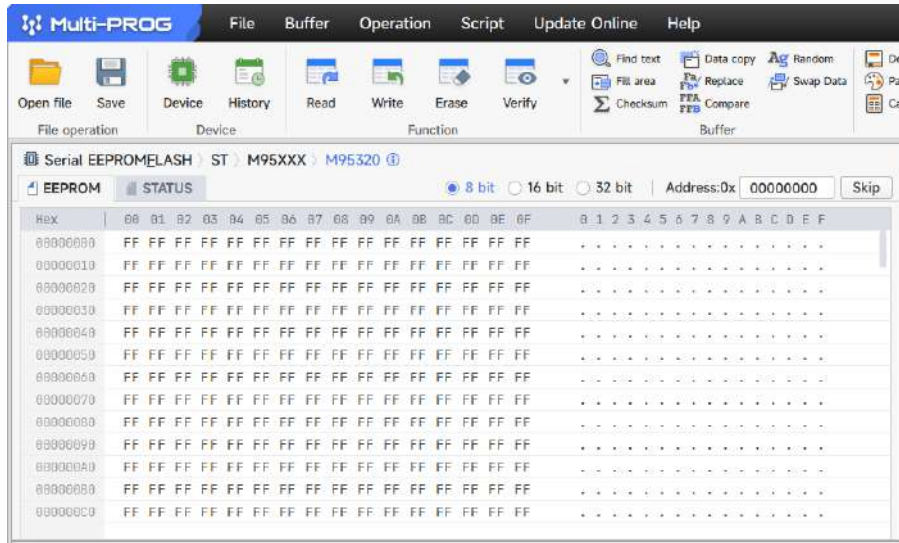 Multi-PROG File Buffer Operation Script Update Online Help
Find text Data copy Random
Fill area Replace Swap Data
Open file Save Device History Read Write Erase Verify Checksum Compare
File operation Device Function Buffer
Serial EEPROMFLASH ST M95XXX M95320
EEPROM STATUS 8 bit 16 bit 32 bit Address:0x 00000000 Skip
Hex 00 01 02 03 04 05 06 07 08 09 0A 0B 0C 0D 0E 0F 0 1 2 3 4 5 6 7 8 9 A B C D E F
00000000 FF FF FF FF FF FF FF FF FF FF FF FF FF FF FF FF . . . . . . . . . . . . . . . .
00000010 FF FF FF FF FF FF FF FF FF FF FF FF FF FF FF FF . . . . . . . . . . . . . . . .
00000020 FF FF FF FF FF FF FF FF FF FF FF FF FF FF FF FF . . . . . . . . . . . . . . . .
00000030 FF FF FF FF FF FF FF FF FF FF FF FF FF FF FF FF . . . . . . . . . . . . . . . .
00000040 FF FF FF FF FF FF FF FF FF FF FF FF FF FF FF FF . . . . . . . . . . . . . . . .
00000050 FF FF FF FF FF FF FF FF FF FF FF FF FF FF FF FF . . . . . . . . . . . . . . . .
00000060 FF FF FF FF FF FF FF FF FF FF FF FF FF FF FF FF . . . . . . . . . . . . . . . .
00000070 FF FF FF FF FF FF FF FF FF FF FF FF FF FF FF FF . . . . . . . . . . . . . . . .
00000080 FF FF FF FF FF FF FF FF FF FF FF FF FF FF FF FF . . . . . . . . . . . . . . . .
00000090 FF FF FF FF FF FF FF FF FF FF FF FF FF FF FF FF . . . . . . . . . . . . . . . .
000000A0 FF FF FF FF FF FF FF FF FF FF FF FF FF FF FF FF . . . . . . . . . . . . . . . .
000000B0 FF FF FF FF FF FF FF FF FF FF FF FF FF FF FF FF . . . . . . . . . . . . . . . .
000000C0 FF FF FF FF FF FF FF FF FF FF FF FF FF FF FF FF . . . . . . . . . . . . . . . .